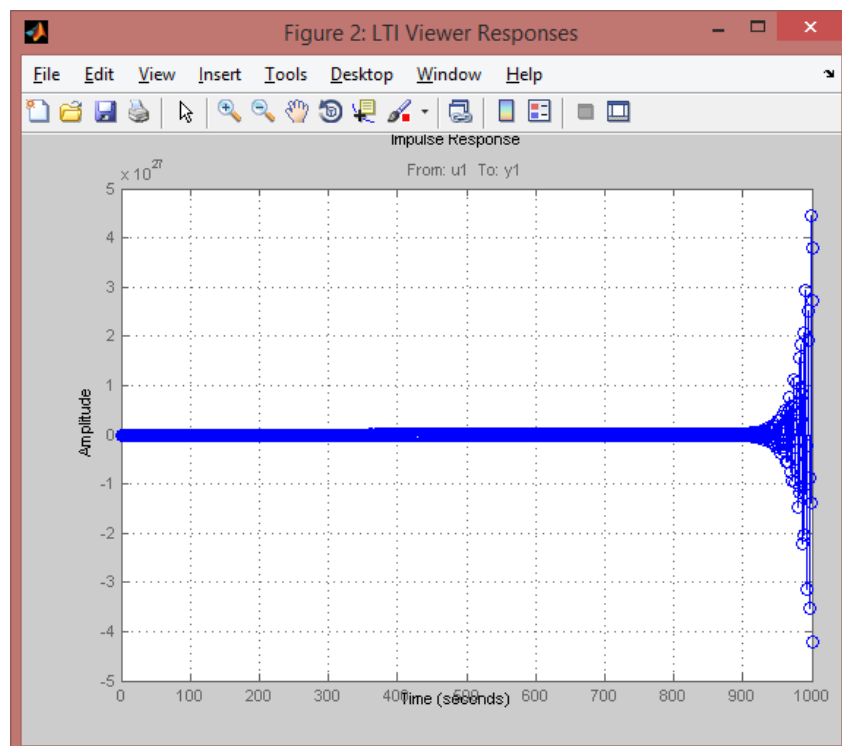 Figure 2: LTI Viewer Responses
File Edit View Insert Tools Desktop Window Help
Impulse Response
From: u1 To: y1
x 10^27
5
4
3
2
1
0
-1
-2
-3
-4
-5
Amplitude
0 100 200 300 400 500 600 700 800 900 1000
Time (seconds)